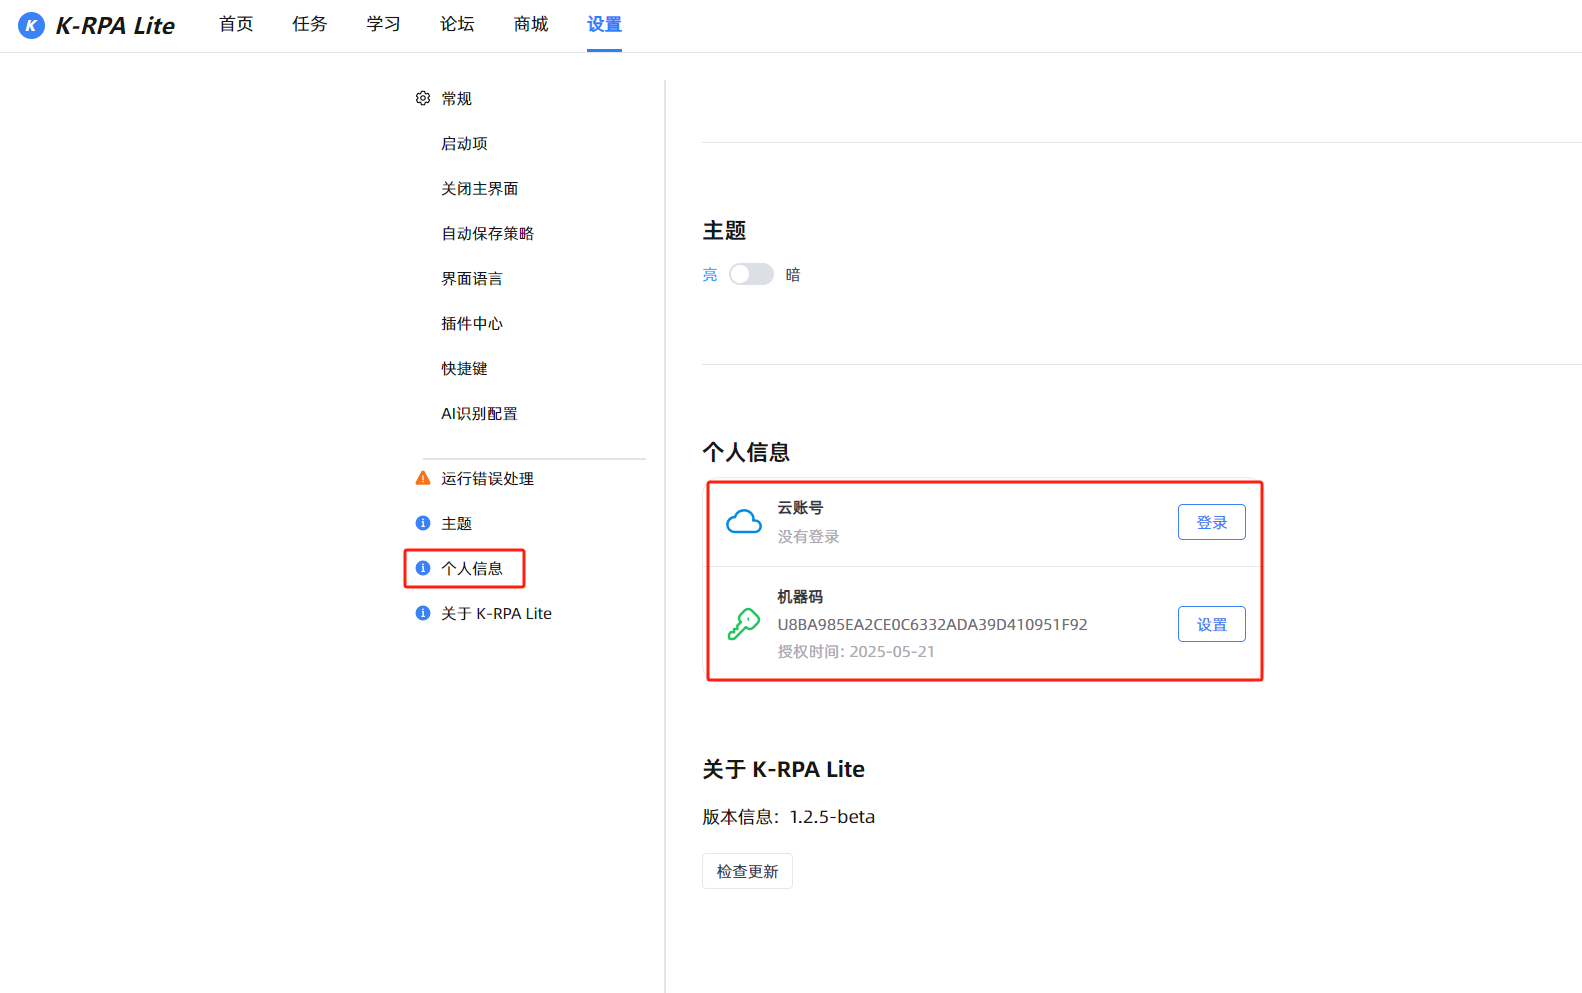 K K-RPA Lite 首页 任务 学习 论坛 商城 设置
常规
启动项
关闭主界面
自动保存策略
界面语言
插件中心
快捷键
AI识别配置
运行错误处理
主题
个人信息
关于 K-RPA Lite
主题
亮 暗
个人信息
云账号
没有登录
登录
机器码
U8BA985EA2CE0C6332ADA39D410951F92
授权时间: 2025-05-21
设置
关于 K-RPA Lite
版本信息：1.2.5-beta
检查更新